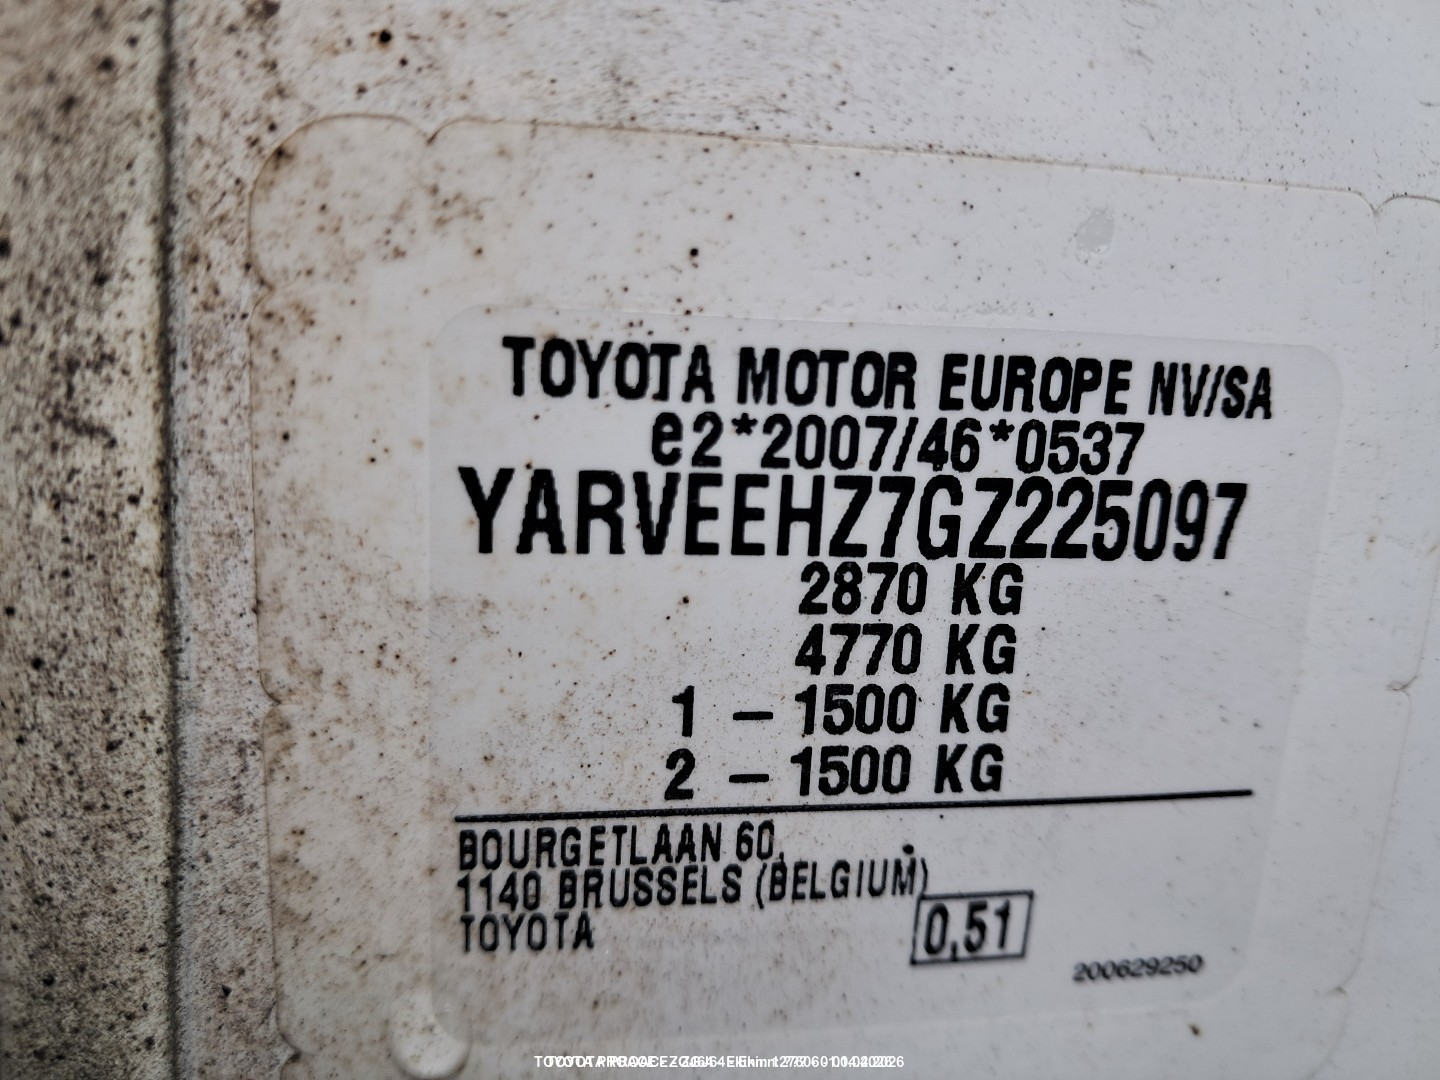 TOYOTA MOTOR EUROPE NV/SA
e2*2007/46*0537
YARVEEHZ7GZ225097
2870 KG
4770 KG
1 – 1500 KG
2 – 1500 KG
BOURGETLAAN 60,
1140 BRUSSELS (BELGIUM)
TOYOTA
0,51
200629250